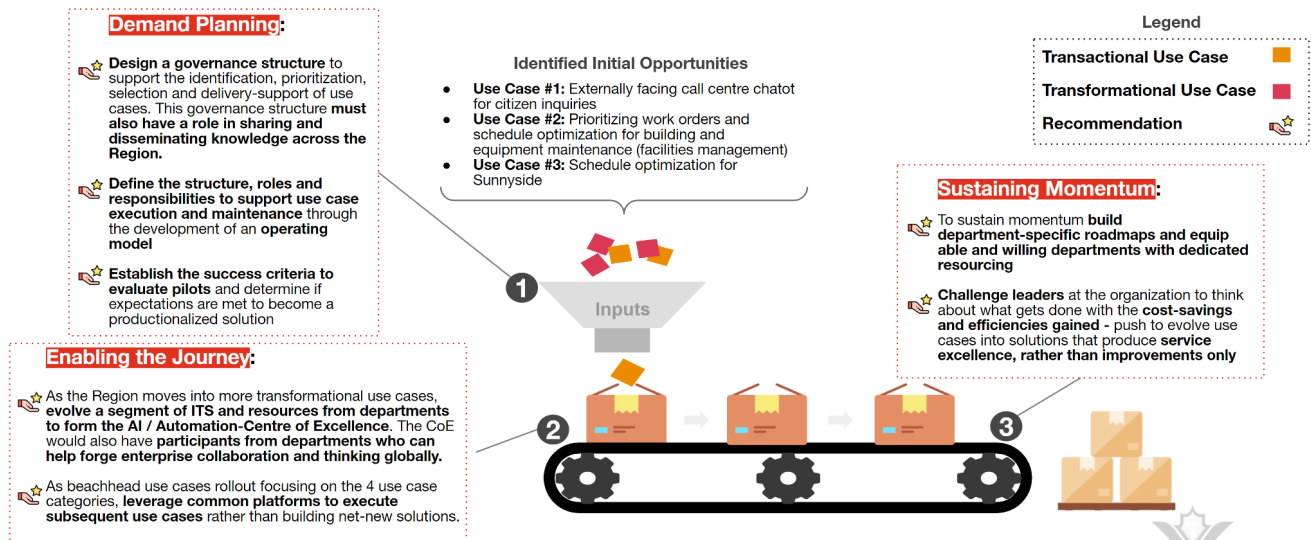 Demand Planning:
Design a governance structure to
support the identification, prioritization,
selection and delivery-support of use
cases. This governance structure must
also have a role in sharing and
disseminating knowledge across the
Region.
Define the structure, roles and
responsibilities to support use case
execution and maintenance through
the development of an operating
model
Establish the success criteria to
evaluate pilots and determine if
expectations are met to become a
productionalized solution
Identified Initial Opportunities
● Use Case #1: Externally facing call centre chatot
for citizen inquiries
● Use Case #2: Prioritizing work orders and
schedule optimization for building and
equipment maintenance (facilities management)
● Use Case #3: Schedule optimization for
Sunnyside
Legend
Transactional Use Case
Transformational Use Case
Recommendation
1
Inputs
Enabling the Journey:
As the Region moves into more transformational use cases,
evolve a segment of ITS and resources from departments
to form the AI / Automation-Centre of Excellence. The CoE
would also have participants from departments who can
help forge enterprise collaboration and thinking globally.
As beachhead use cases rollout focusing on the 4 use case
categories, leverage common platforms to execute
subsequent use cases rather than building net-new solutions.
2
Sustaining Momentum:
To sustain momentum build
department-specific roadmaps and equip
able and willing departments with dedicated
resourcing
Challenge leaders at the organization to think
about what gets done with the cost-savings
and efficiencies gained - push to evolve use
cases into solutions that produce service
excellence, rather than improvements only
3